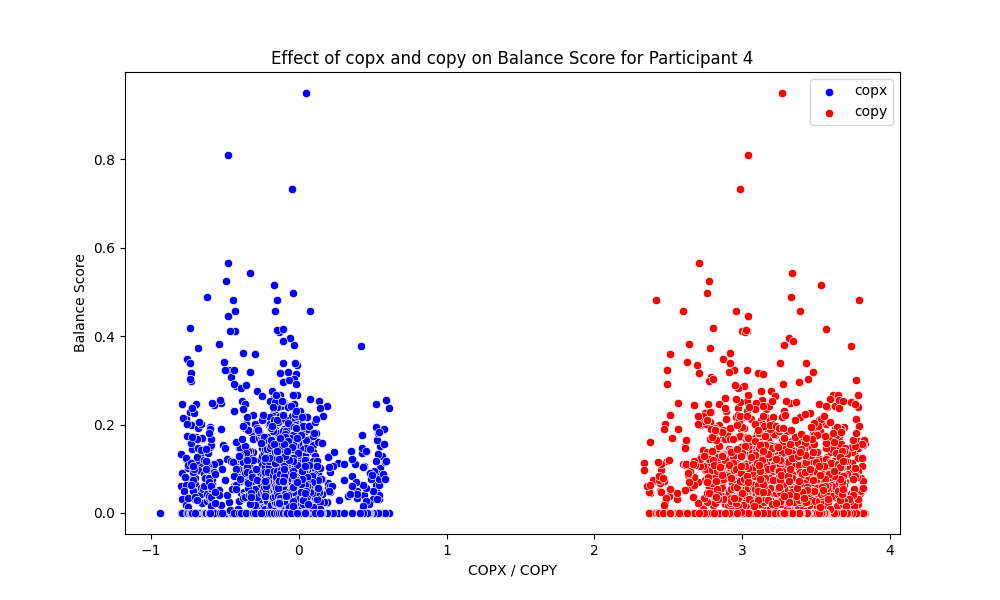 Effect of copx and copy on Balance Score for Participant 4
copx
copy
Balance Score
0.8
0.6
0.4
0.2
0.0
−1
0
1
2
3
4
COPX / COPY